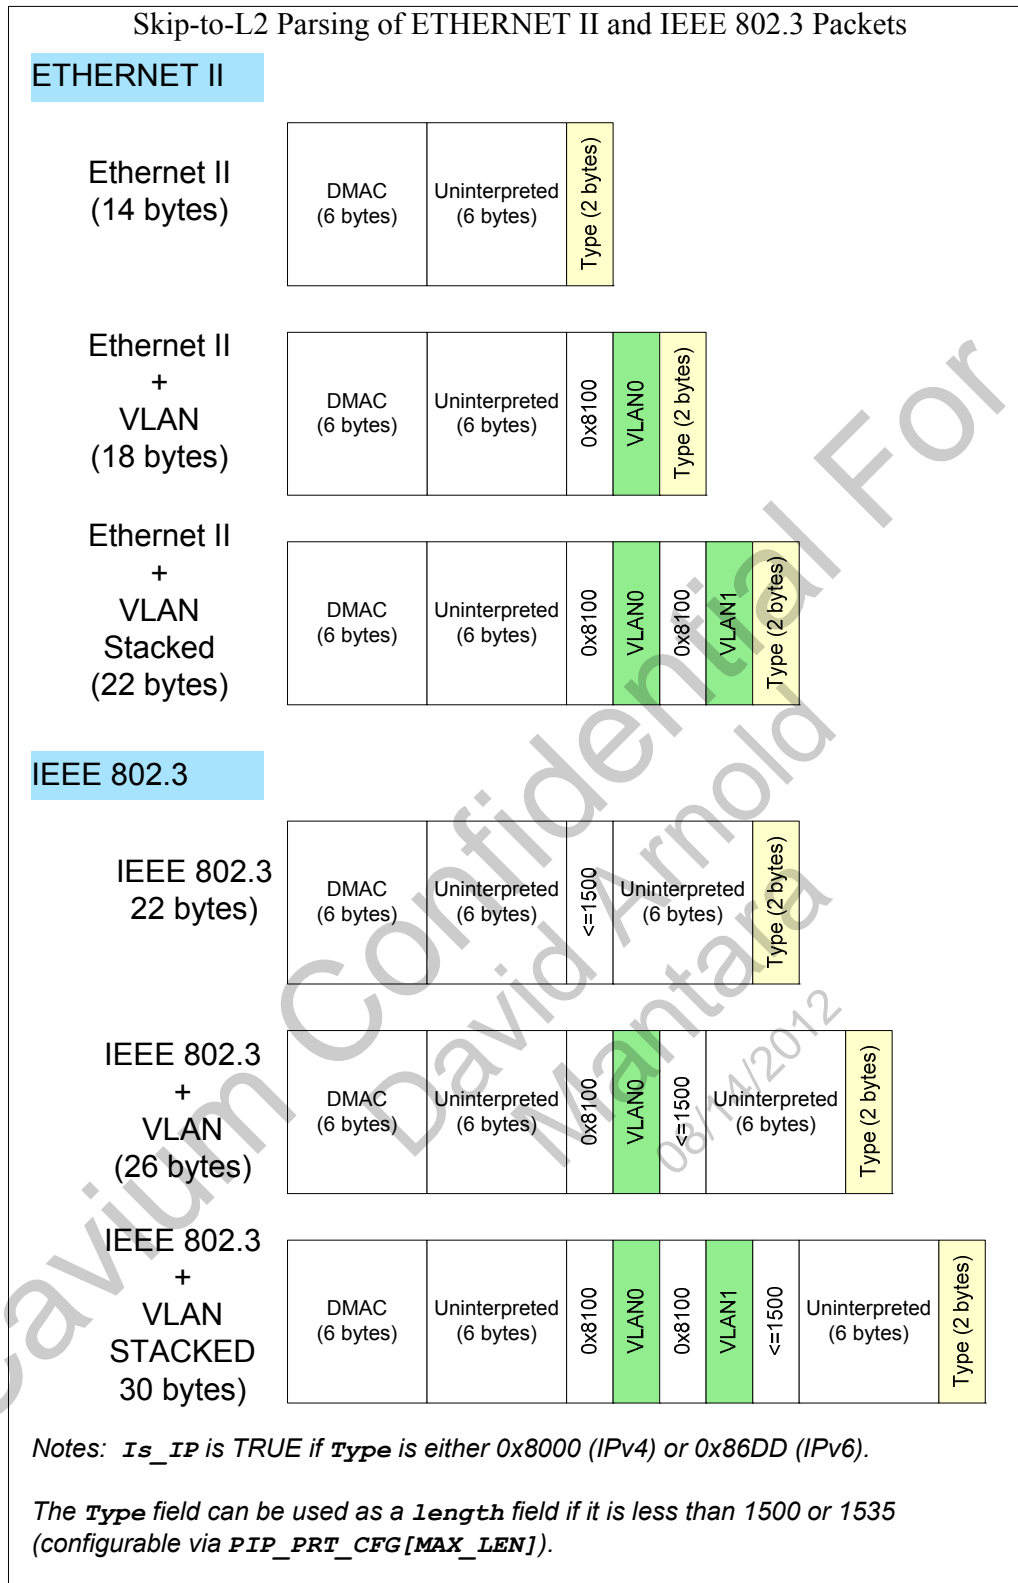 Skip-to-L2 Parsing of ETHERNET II and IEEE 802.3 Packets
ETHERNET II
Ethernet II
(14 bytes)
DMAC
(6 bytes)
Uninterpreted
(6 bytes)
Type (2 bytes)
Ethernet II
+
VLAN
(18 bytes)
DMAC
(6 bytes)
Uninterpreted
(6 bytes)
0x8100
VLAN0
Type (2 bytes)
Ethernet II
+
VLAN
Stacked
(22 bytes)
DMAC
(6 bytes)
Uninterpreted
(6 bytes)
0x8100
VLAN0
0x8100
VLAN1
Type (2 bytes)
IEEE 802.3
IEEE 802.3
22 bytes)
DMAC
(6 bytes)
Uninterpreted
(6 bytes)
<=1500
Uninterpreted
(6 bytes)
Type (2 bytes)
IEEE 802.3
+
VLAN
(26 bytes)
DMAC
(6 bytes)
Uninterpreted
(6 bytes)
0x8100
VLAN0
<=1500
Uninterpreted
(6 bytes)
Type (2 bytes)
IEEE 802.3
+
VLAN
STACKED
30 bytes)
DMAC
(6 bytes)
Uninterpreted
(6 bytes)
0x8100
VLAN0
0x8100
VLAN1
<=1500
Uninterpreted
(6 bytes)
Type (2 bytes)
Notes: Is_IP is TRUE if Type is either 0x8000 (IPv4) or 0x86DD (IPv6).
The Type field can be used as a length field if it is less than 1500 or 1535
(configurable via PIP_PRT_CFG[MAX_LEN]).
Cavium Confidential For
David Arnold
Mantara
08/14/2012